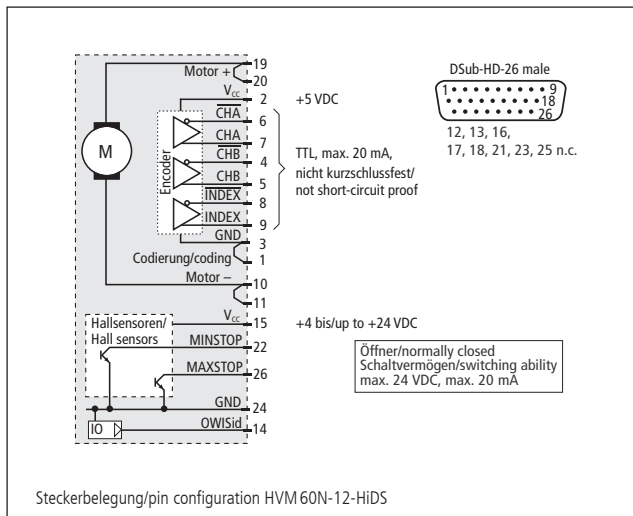 Motor + 19
20
Vcc 2 +5 VDC
CHA 6
CHA 7
CHB 4
CHB 5
INDEX 8
INDEX 9
GND 3
Codierung/coding 1
Motor – 10
11
M
Encoder
TTL, max. 20 mA,
nicht kurzschlussfest/
not short-circuit proof
DSub-HD-26 male
1 9
18
26
12, 13, 16,
17, 18, 21, 23, 25 n.c.
Hallsensoren/
Hall sensors
Vcc 15 +4 bis/up to +24 VDC
MINSTOP 22
MAXSTOP 26
GND 24
IO OWISid 14
Öffner/normally closed
Schaltvermögen/switching ability
max. 24 VDC, max. 20 mA
Steckerbelegung/pin configuration HVM 60N-12-HiDS